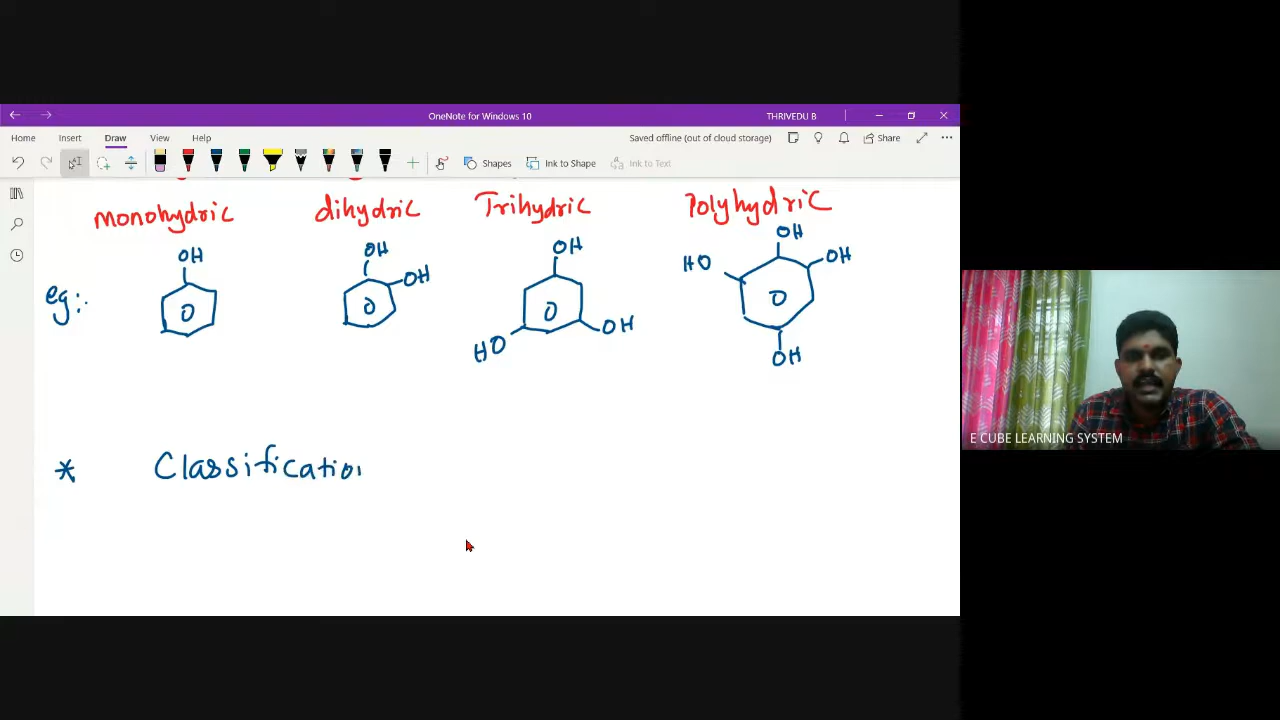 OneNote for Windows 10
THRIVEDU B
Home Insert Draw View Help
Saved offline (out of cloud storage)
Share
Shapes
Ink to Shape
Ink to Text
monohydric dihydric Trihydric Polyhydric
eg:.
OH
OH
OH
OH
HO
OH
OH
HO
OH
OH
* Classification
E CUBE LEARNING SYSTEM